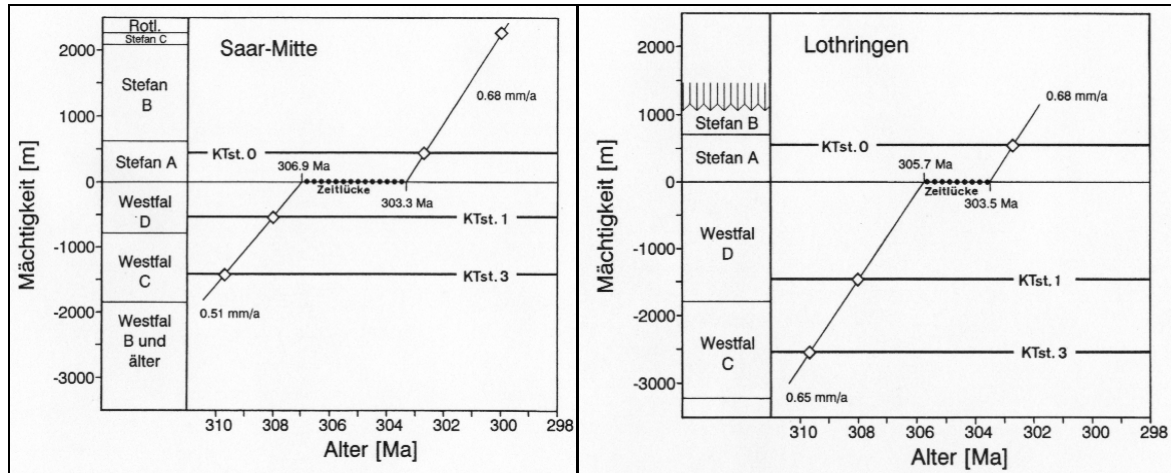 Saar-Mitte
Mächtigkeit [m]
2000
1000
0
-1000
-2000
-3000
Rotl.
Stefan C
Stefan
B
Stefan A
Westfal
D
Westfal
C
Westfal
B und
älter
0.68 mm/a
KTst. 0
306.9 Ma
Zeitlücke
303.3 Ma
KTst. 1
KTst. 3
0.51 mm/a
310 308 306 304 302 300 298
Alter [Ma]
Lothringen
Mächtigkeit [m]
2000
1000
0
-1000
-2000
-3000
Stefan B
Stefan A
Westfal
D
Westfal
C
0.68 mm/a
KTst. 0
305.7 Ma
Zeitlücke
303.5 Ma
KTst. 1
KTst. 3
0.65 mm/a
310 308 306 304 302 300 298
Alter [Ma]